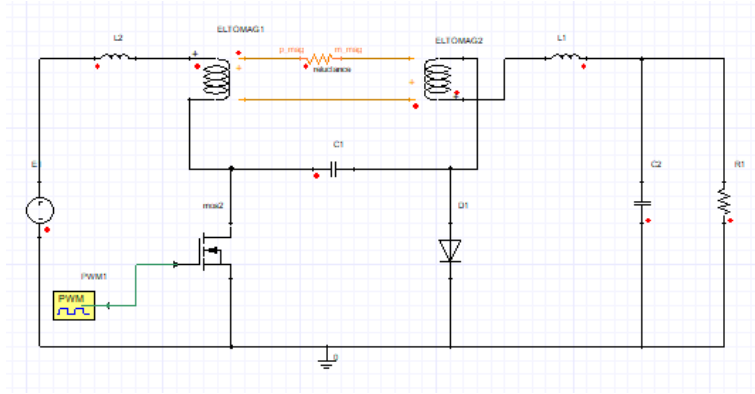 ELTOMAG1
L2
p_mag
m_mag
reluctance
ELTOMAG2
L1
C1
E1
mos2
D1
C2
R1
PWM1
PWM
0